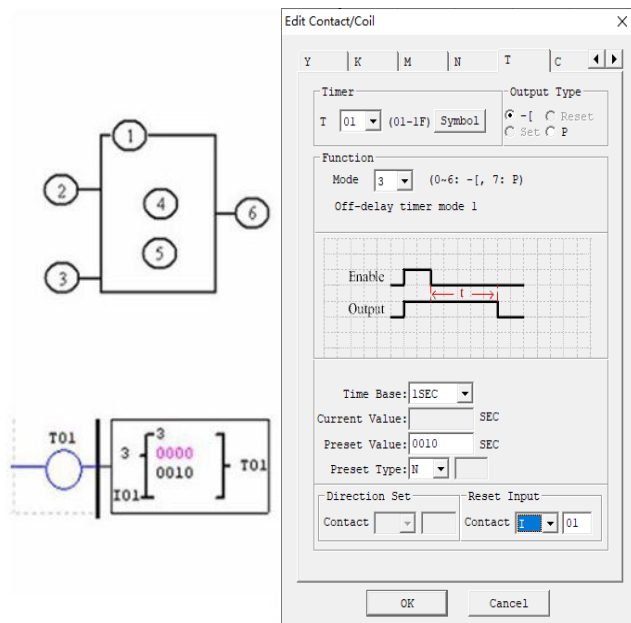 Edit Contact/Coil
Y K M N T C
Timer
T 01 (01-1F) Symbol
Output Type
-[ Reset
Set P
Function
Mode 3 (0~6: -[, 7: P)
Off-delay timer mode 1
Enable
t
Output
Time Base: 1SEC
Current Value: SEC
Preset Value: 0010 SEC
Preset Type: N
Direction Set
Contact
Reset Input
Contact I 01
OK Cancel
1
2
4
6
5
3
T01
3
3 0000
0010 T01
I01